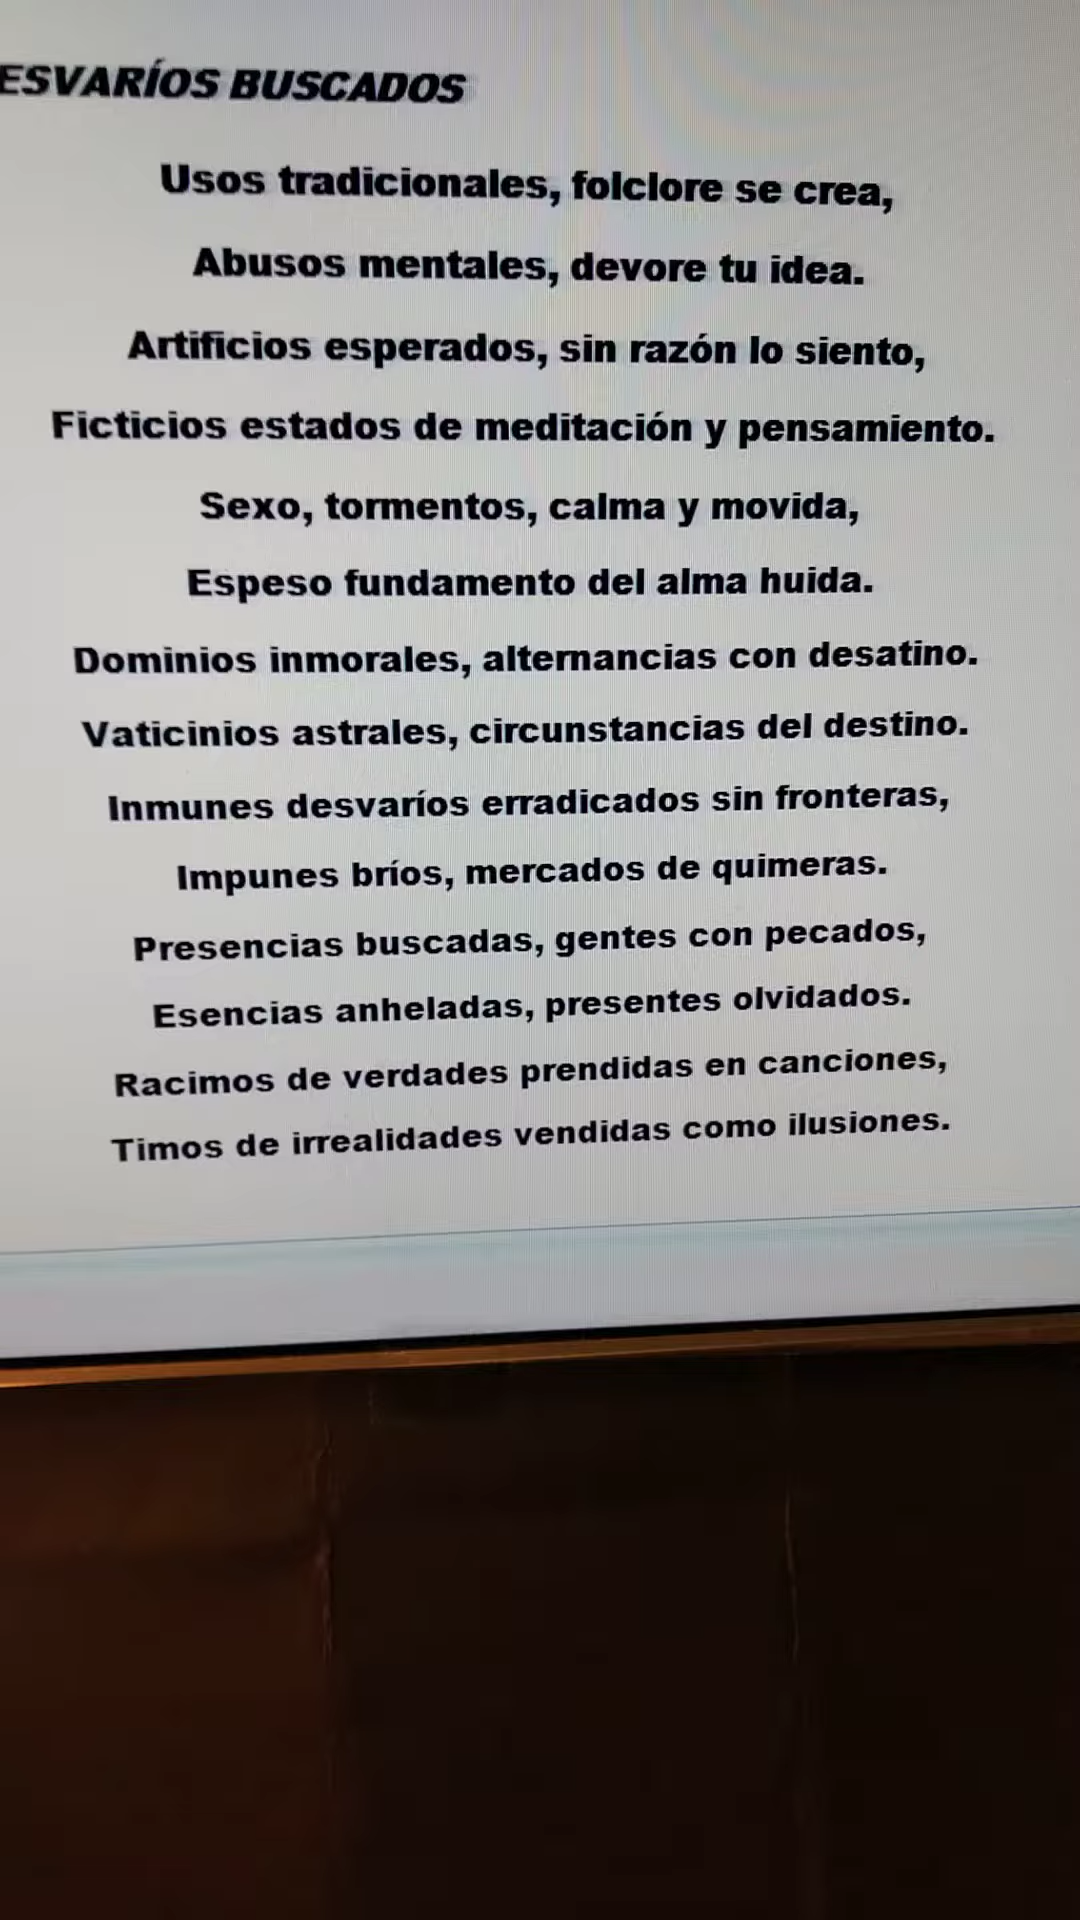 ESVARÍOS BUSCADOS
Usos tradicionales, folclore se crea,
Abusos mentales, devore tu idea.
Artificios esperados, sin razón lo siento,
Ficticios estados de meditación y pensamiento.
Sexo, tormentos, calma y movida,
Espeso fundamento del alma huida.
Dominios inmorales, alternancias con desatino.
Vaticinios astrales, circunstancias del destino.
Inmunes desvaríos erradicados sin fronteras,
Impunes bríos, mercados de quimeras.
Presencias buscadas, gentes con pecados,
Esencias anheladas, presentes olvidados.
Racimos de verdades prendidas en canciones,
Timos de irrealidades vendidas como ilusiones.